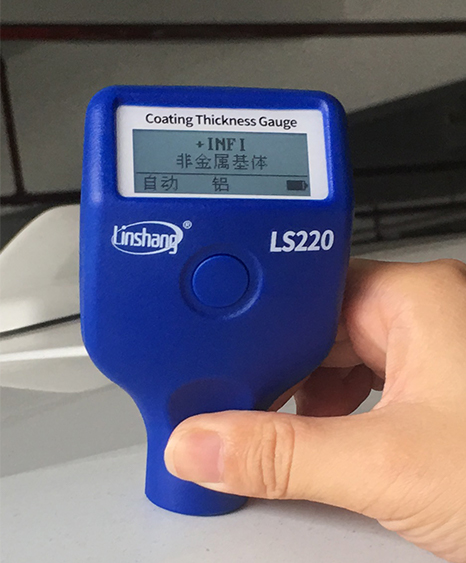 Coating Thickness Gauge
+INFI
非金属基体
自动 铝
Linshang®
LS220